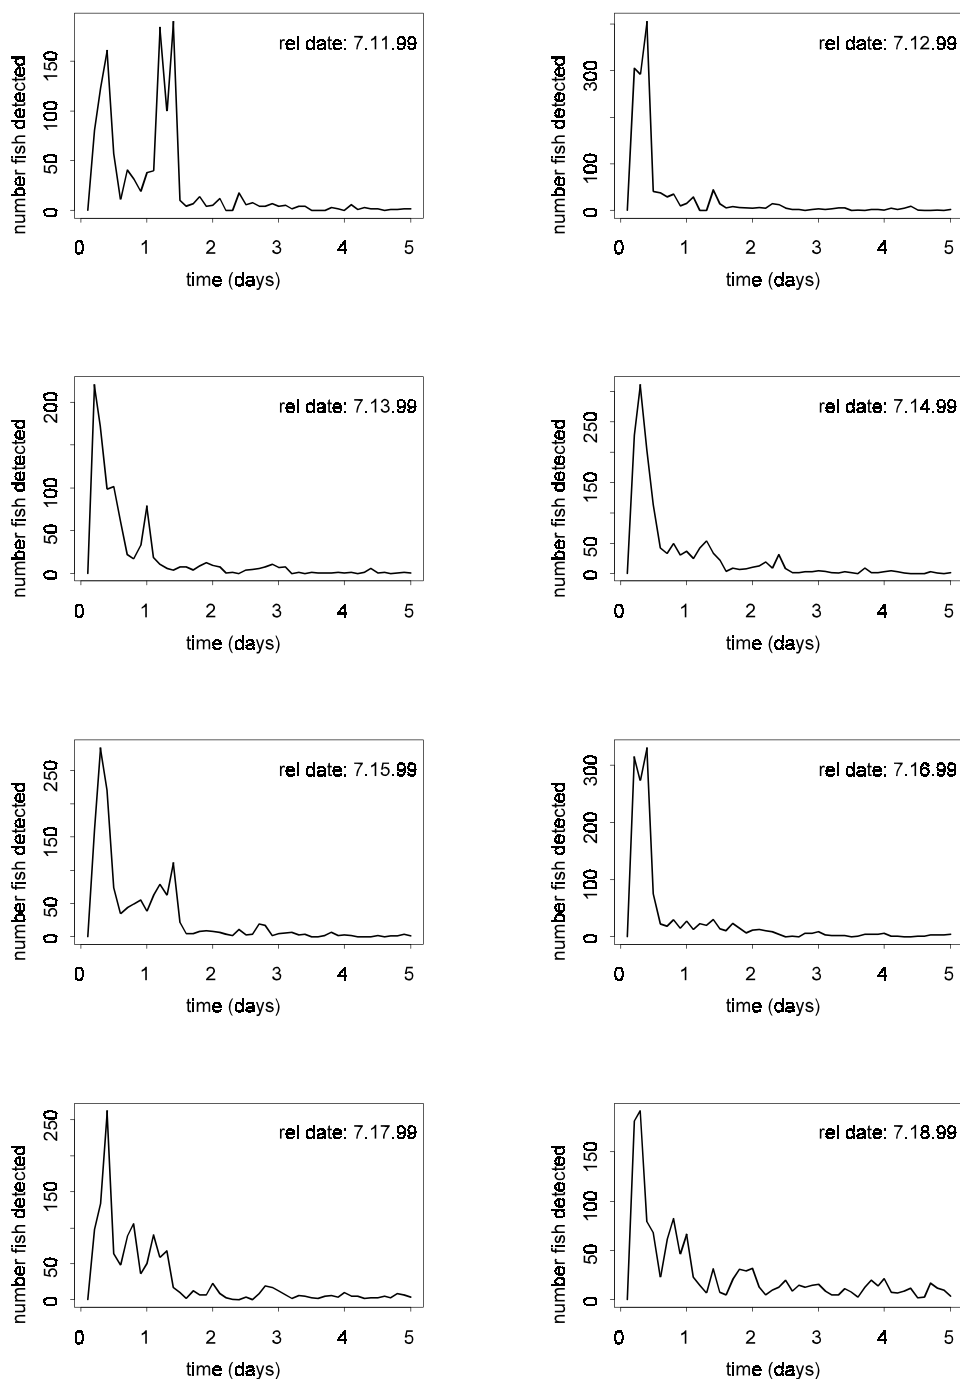 number fish detected
0 50 100 150
rel date: 7.11.99
0 1 2 3 4 5
time (days)
number fish detected
0 100 300
rel date: 7.12.99
0 1 2 3 4 5
time (days)
number fish detected
0 50 100 200
rel date: 7.13.99
0 1 2 3 4 5
time (days)
number fish detected
0 50 150 250
rel date: 7.14.99
0 1 2 3 4 5
time (days)
number fish detected
0 50 150 250
rel date: 7.15.99
0 1 2 3 4 5
time (days)
number fish detected
0 100 200 300
rel date: 7.16.99
0 1 2 3 4 5
time (days)
number fish detected
0 50 150 250
rel date: 7.17.99
0 1 2 3 4 5
time (days)
number fish detected
0 50 100 150
rel date: 7.18.99
0 1 2 3 4 5
time (days)